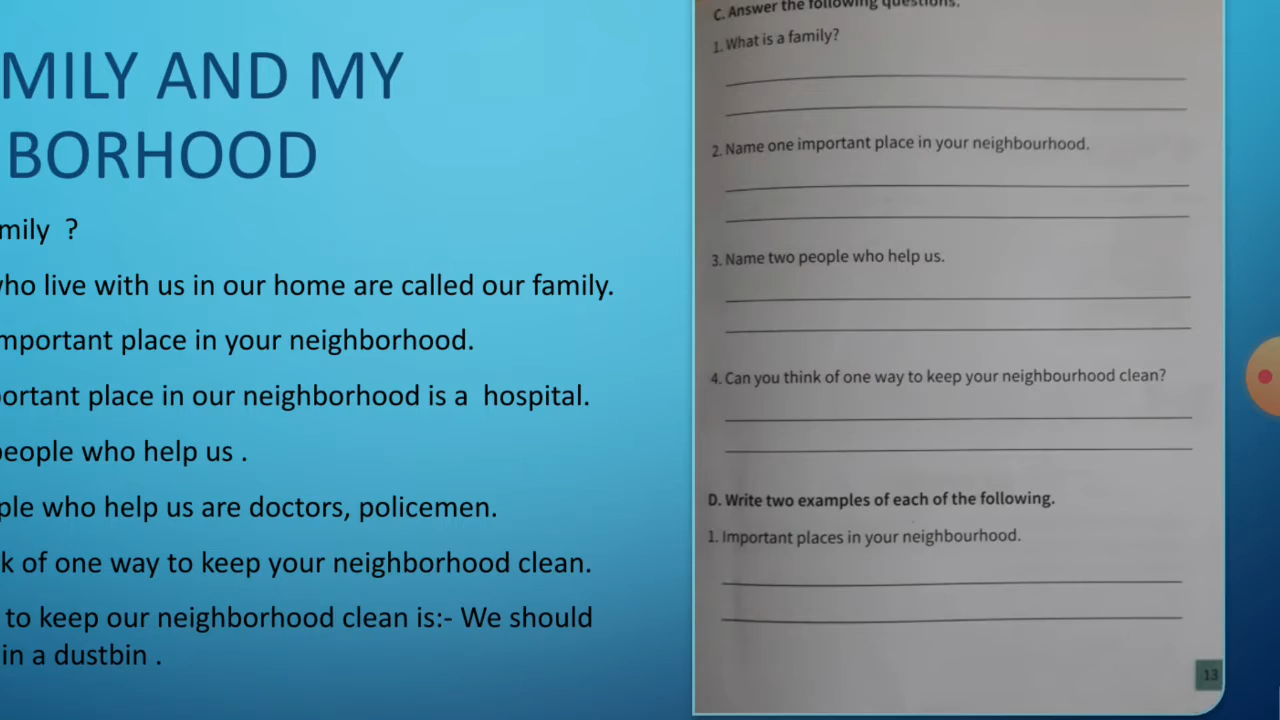 MILY AND MY
BORHOOD
mily ?
who live with us in our home are called our family.
mportant place in your neighborhood.
portant place in our neighborhood is a hospital.
people who help us .
ple who help us are doctors, policemen.
k of one way to keep your neighborhood clean.
to keep our neighborhood clean is:- We should
in a dustbin .
C. Answer the following questions.
1. What is a family?
2. Name one important place in your neighbourhood.
3. Name two people who help us.
4. Can you think of one way to keep your neighbourhood clean?
D. Write two examples of each of the following.
1. Important places in your neighbourhood.
13